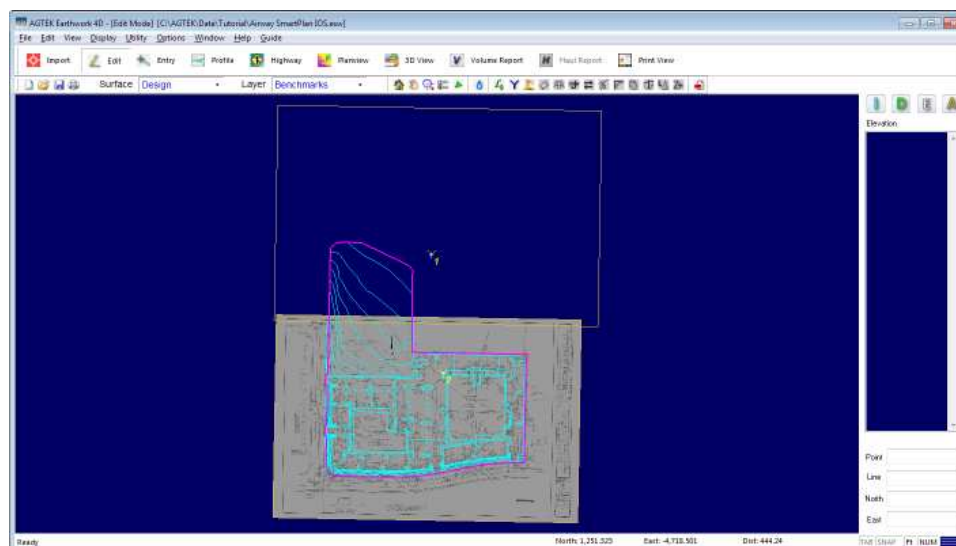 AGTEK Earthwork 4D - [Edit Mode] [C:\AGTEK\Data\Tutorial\Airway SmartPlan IOS.esw]
File Edit View Display Utility Options Window Help Guide
Import Edit Entry Profile Highway Planview 3D View Volume Report Haul Report Print View
Surface Design Layer Benchmarks
I D E A
Elevation
Point
Line
North
East
Ready North: 1,251.525 East: -4,718.501 Dist: 444.24 TAB SNAP Ft NUM